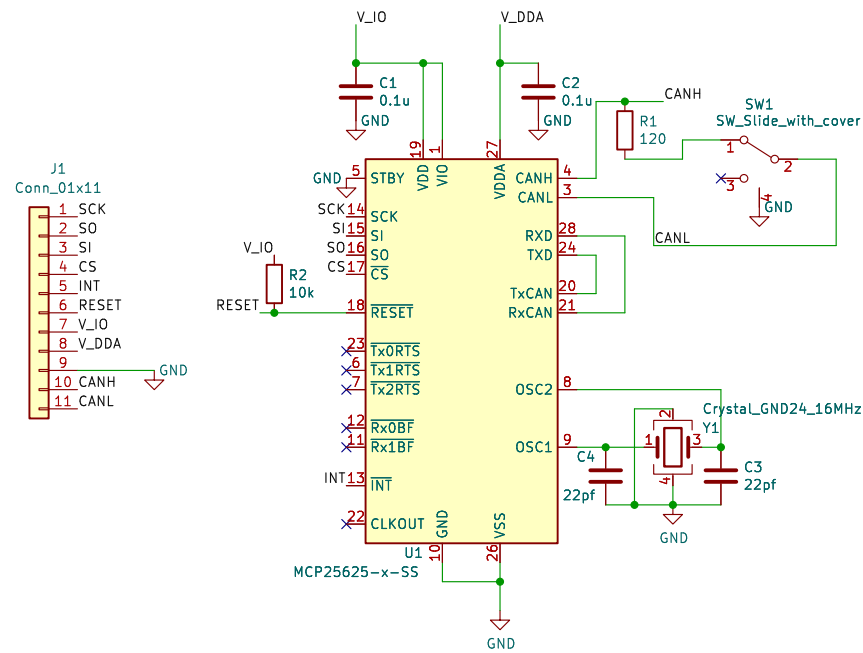 V_IO
V_DDA
C1
0.1u
GND
C2
0.1u
GND
CANH
R1
120
SW1
SW_Slide_with_cover
1
2
3
4
GND
CANL
J1
Conn_01x11
1 SCK
2 SO
3 SI
4 CS
5 INT
6 RESET
7 V_IO
8 V_DDA
9 GND
10 CANH
11 CANL
V_IO
R2
10k
RESET
19
1
27
VDD
VIO
VDDA
GND 5 STBY
SCK 14 SCK
SI 15 SI
SO 16 SO
CS 17 CS
18 RESET
23 Tx0RTS
6 Tx1RTS
7 Tx2RTS
12 Rx0BF
11 Rx1BF
INT 13 INT
22 CLKOUT
CANH 4
CANL 3
RXD 28
TXD 24
TxCAN 20
RxCAN 21
OSC2 8
OSC1 9
GND
VSS
10
26
U1
MCP25625-x-SS
GND
Crystal_GND24_16MHz
Y1
2
1
3
4
C4
22pf
C3
22pf
GND